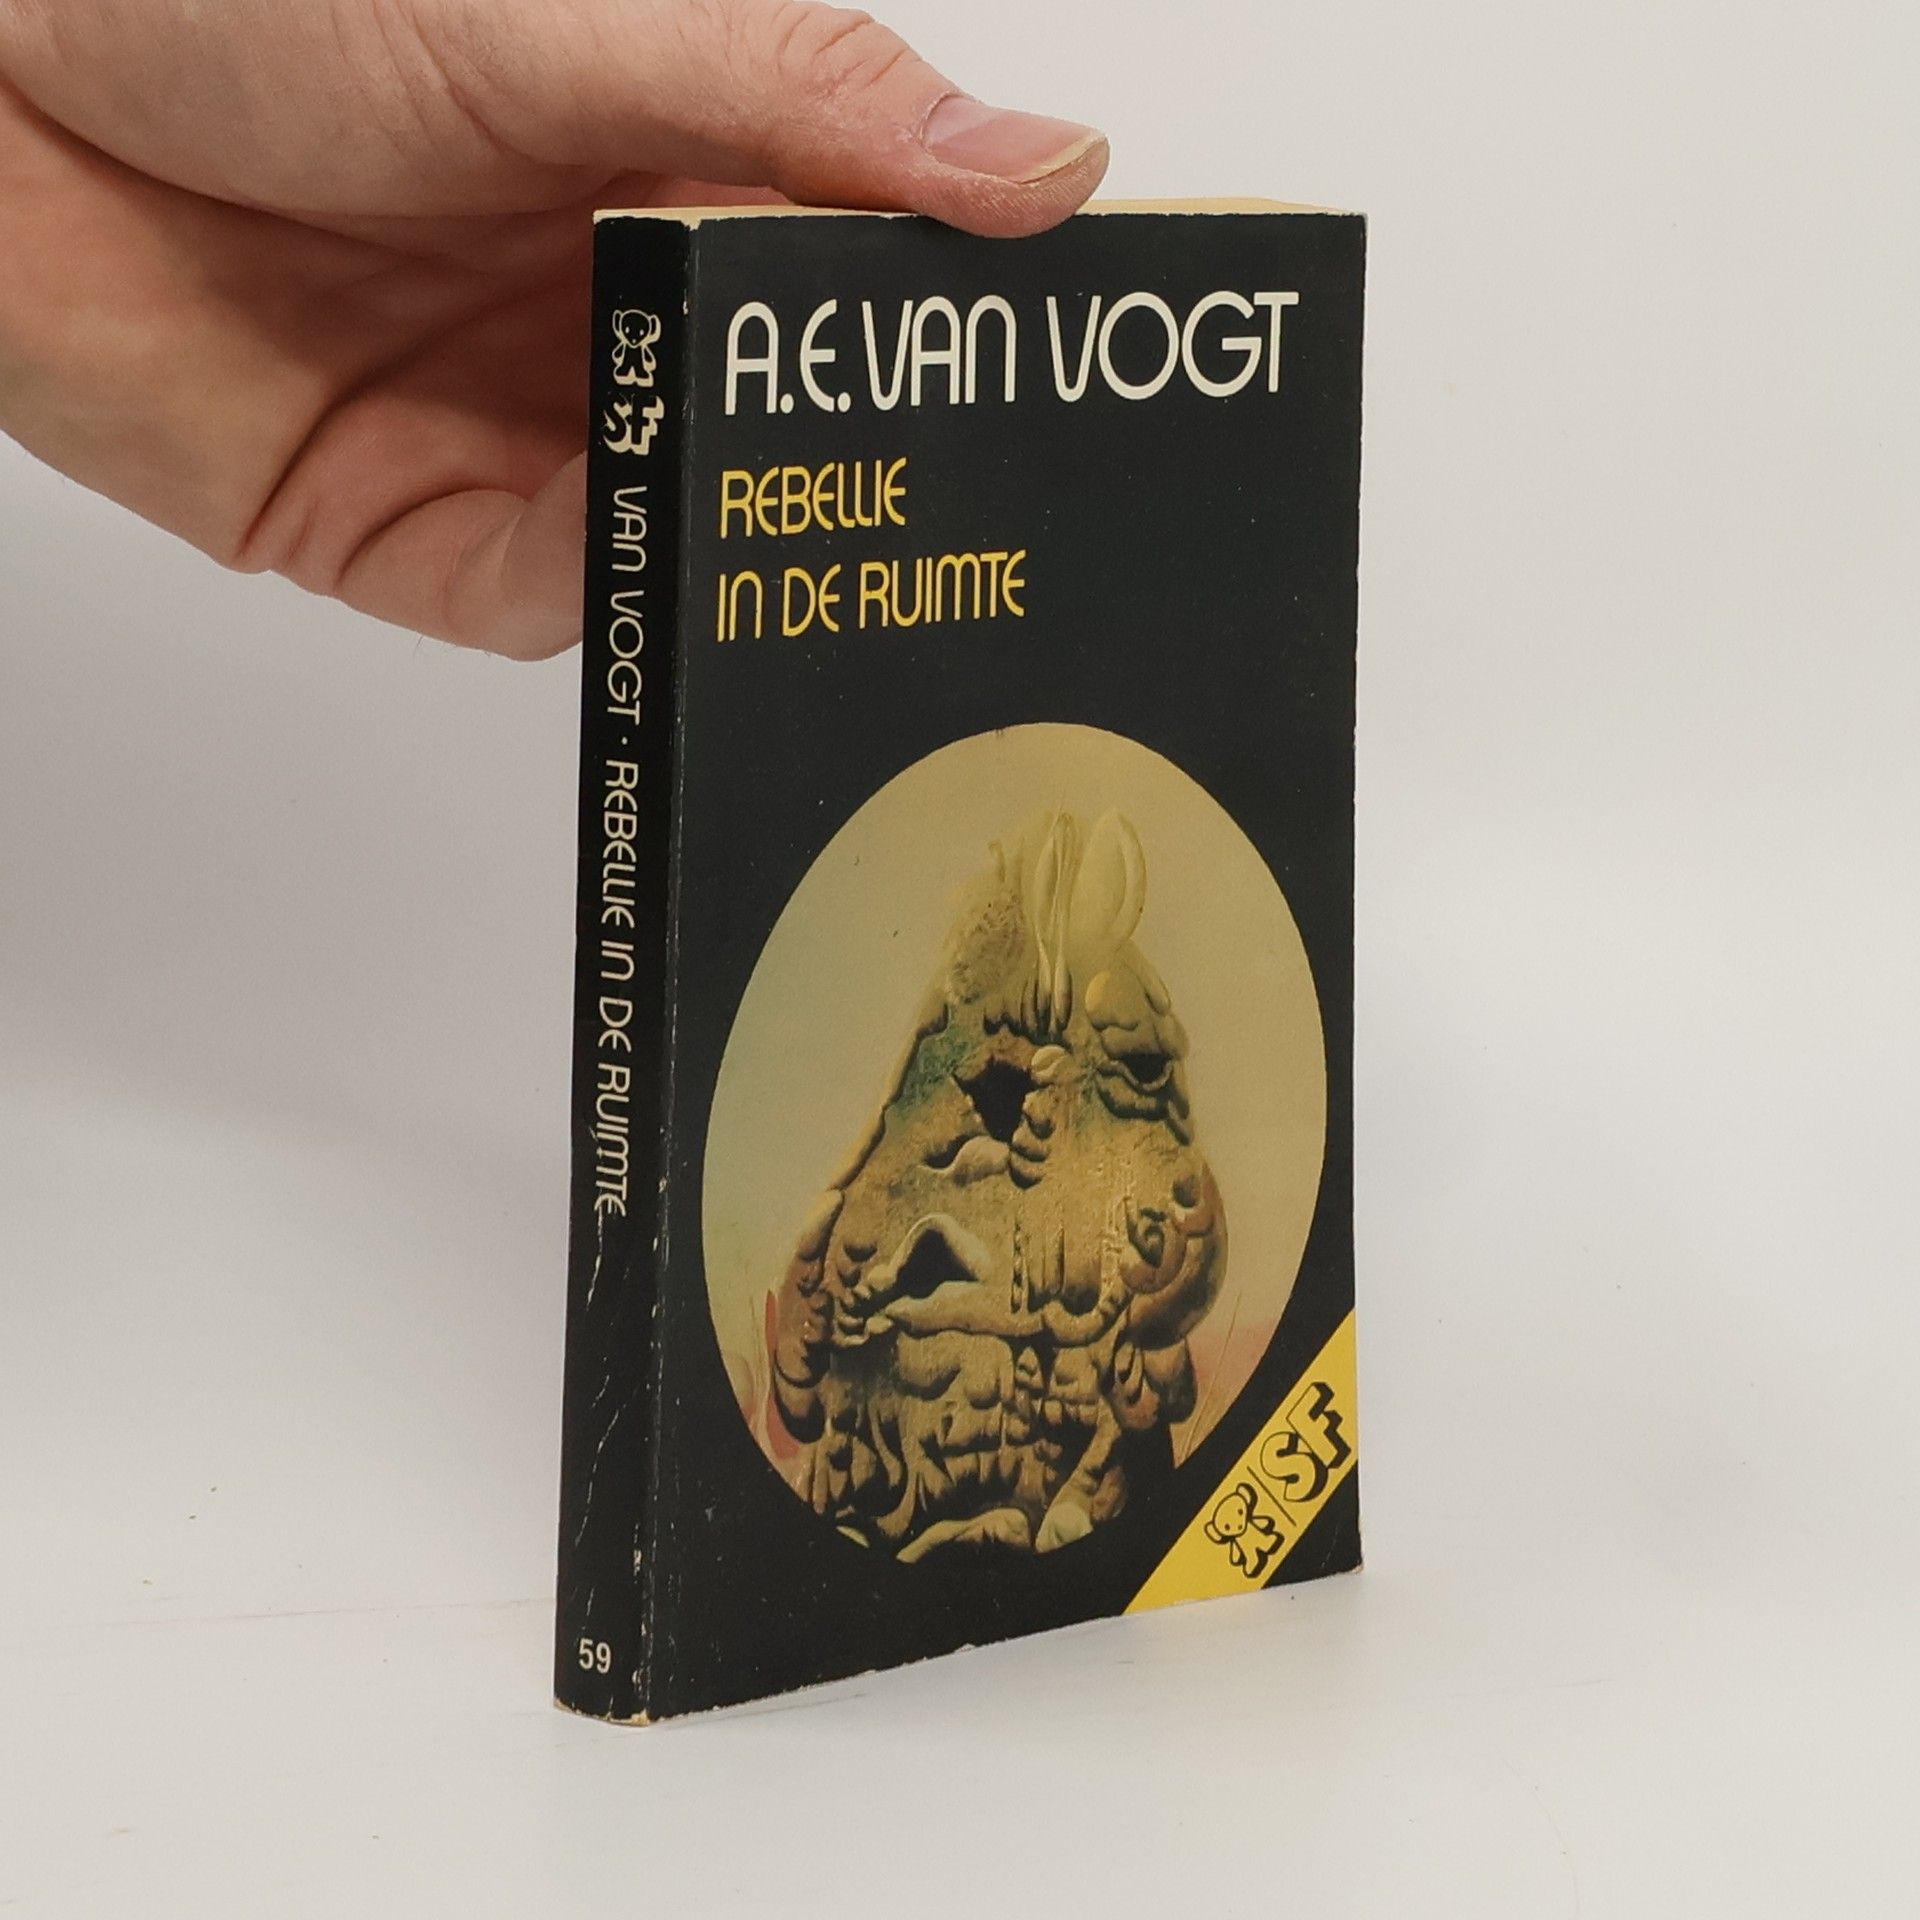 A.E. VAN VOGT
REBELLIE
IN DE RUIMTE
SF
SF VAN VOGT · REBELLIE IN DE RUIMTE
59